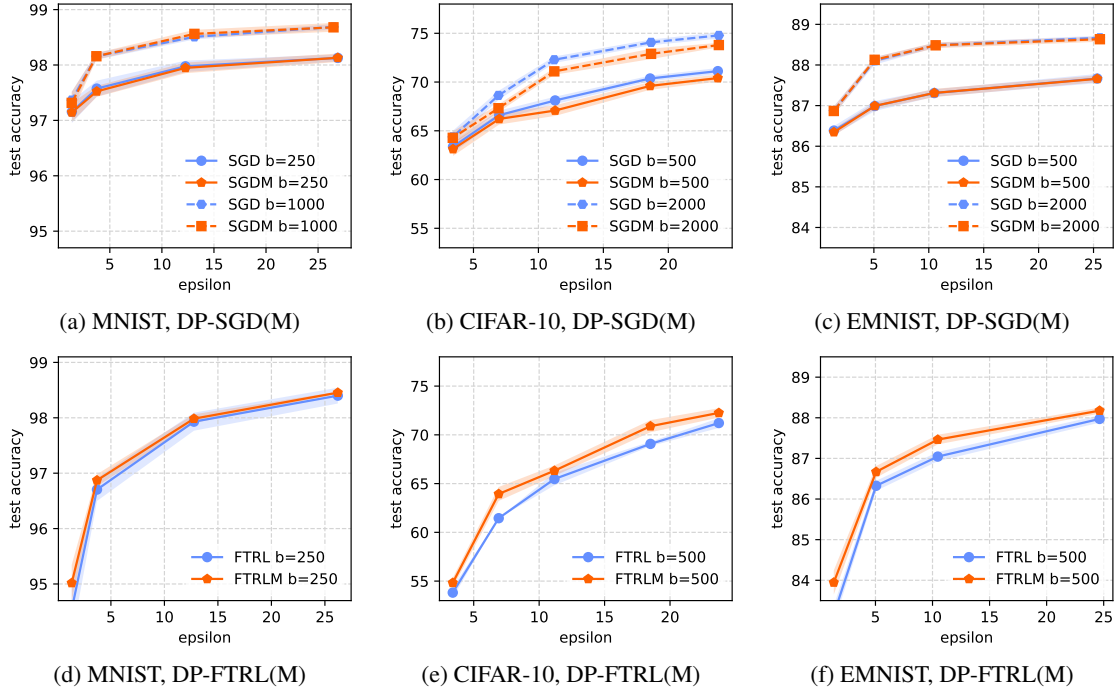 99
98
97
96
95
test accuracy
5 10 15 20 25
epsilon
SGD b=250
SGDM b=250
SGD b=1000
SGDM b=1000
(a) MNIST, DP-SGD(M)
75
70
65
60
55
test accuracy
5 10 15 20
epsilon
SGD b=500
SGDM b=500
SGD b=2000
SGDM b=2000
(b) CIFAR-10, DP-SGD(M)
89
88
87
86
85
84
test accuracy
5 10 15 20 25
epsilon
SGD b=500
SGDM b=500
SGD b=2000
SGDM b=2000
(c) EMNIST, DP-SGD(M)
99
98
97
96
95
test accuracy
5 10 15 20 25
epsilon
FTRL b=250
FTRLM b=250
(d) MNIST, DP-FTRL(M)
75
70
65
60
55
test accuracy
5 10 15 20
epsilon
FTRL b=500
FTRLM b=500
(e) CIFAR-10, DP-FTRL(M)
89
88
87
86
85
84
test accuracy
5 10 15 20 25
epsilon
FTRL b=500
FTRLM b=500
(f) EMNIST, DP-FTRL(M)